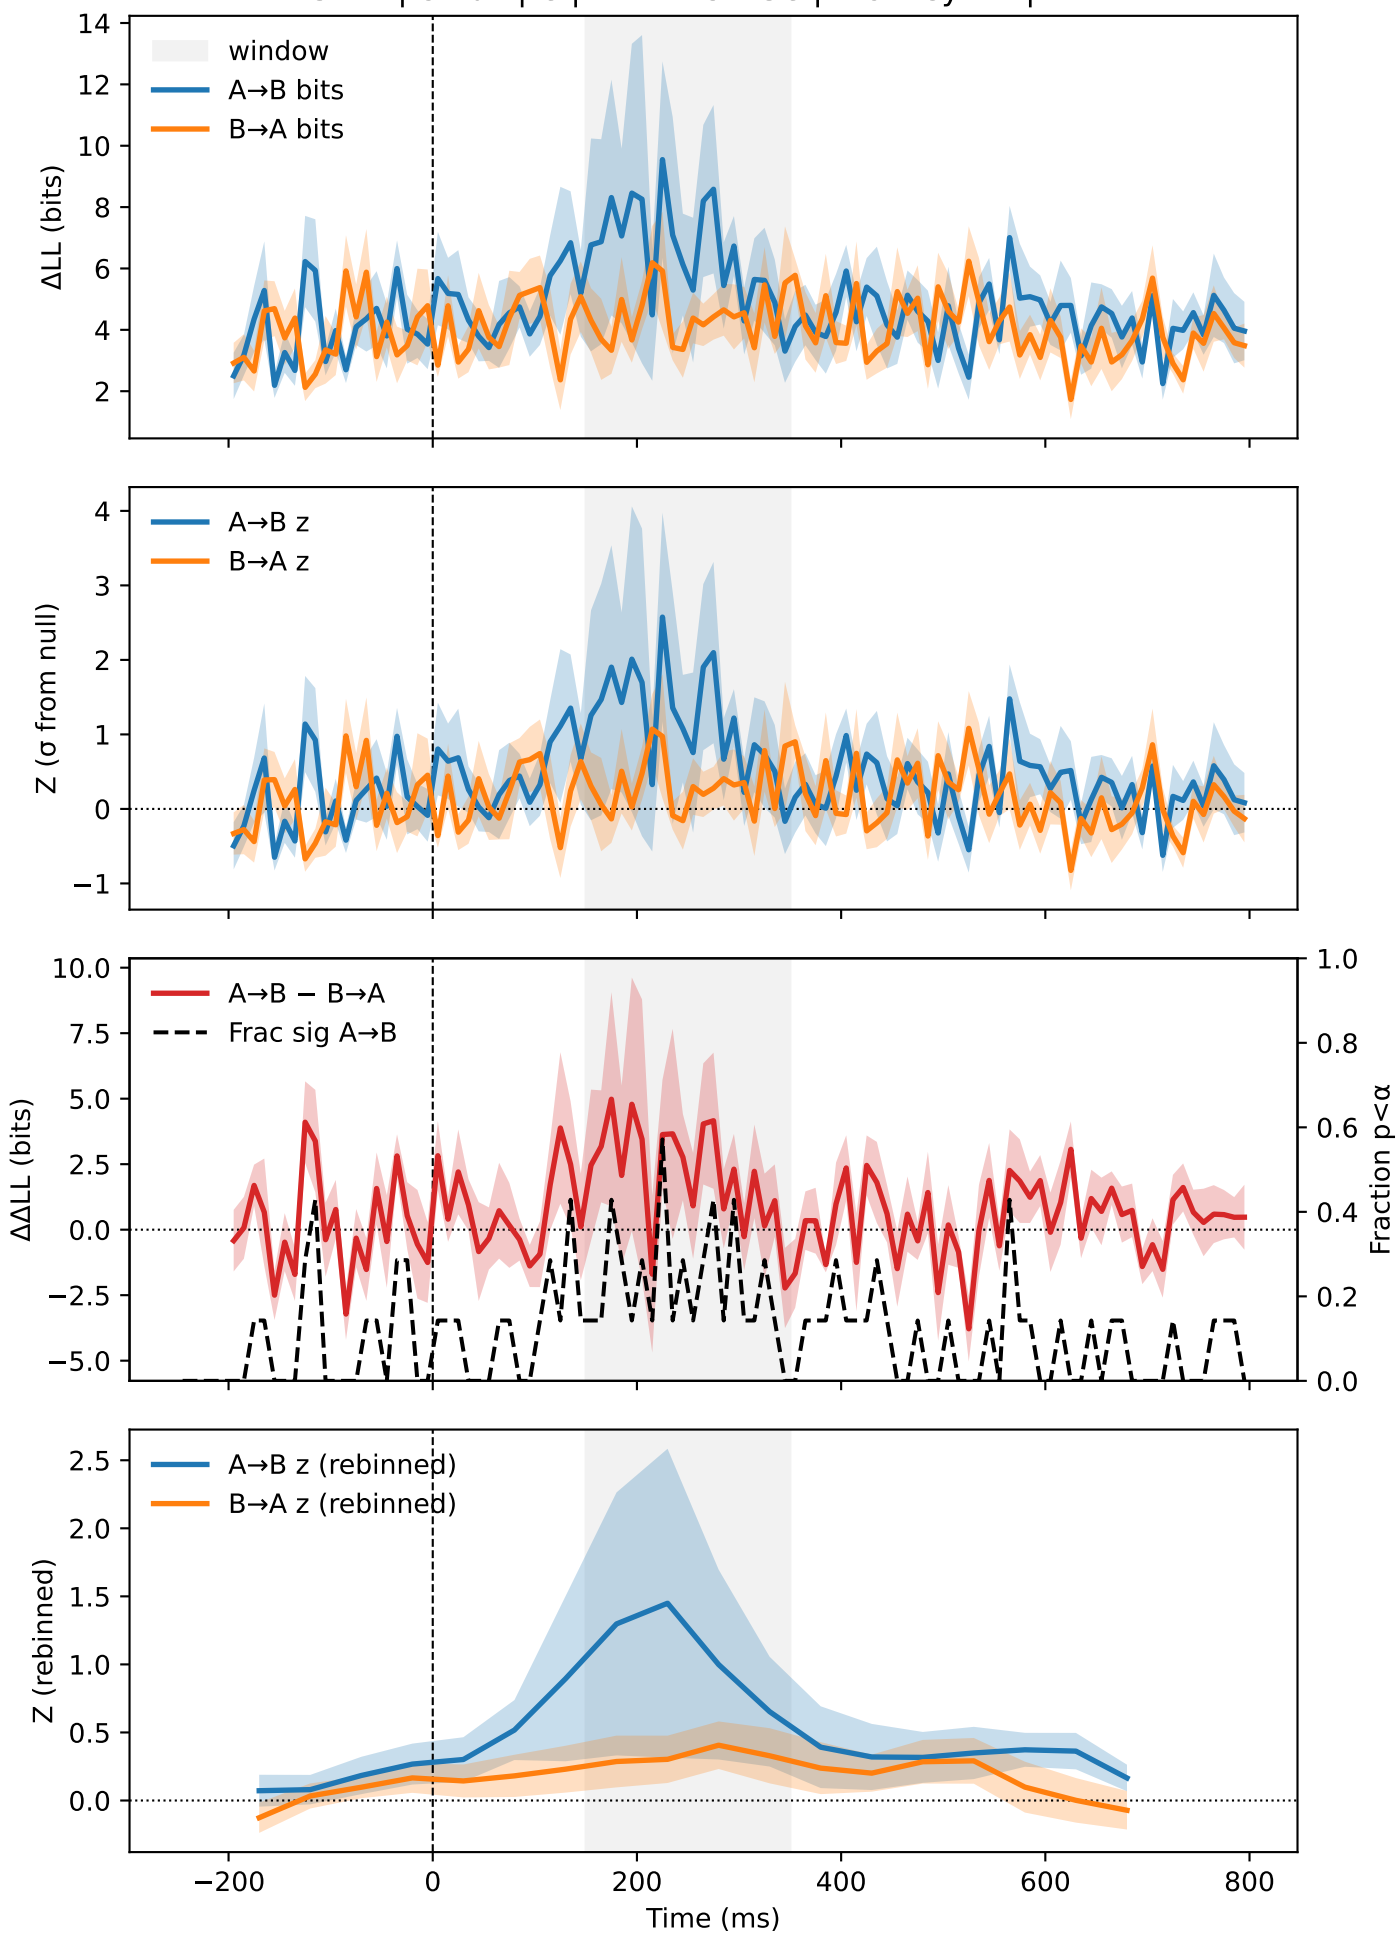 14
12
10
8
6
4
2
ΔLL (bits)
window
A→B bits
B→A bits
4
3
2
1
0
−1
Z (σ from null)
A→B z
B→A z
10.0
7.5
5.0
2.5
0.0
−2.5
−5.0
ΔΔLL (bits)
A→B − B→A
Frac sig A→B
1.0
0.8
0.6
0.4
0.2
0.0
Fraction p<α
2.5
2.0
1.5
1.0
0.5
0.0
Z (rebinned)
A→B z (rebinned)
B→A z (rebinned)
−200 0 200 400 600 800
Time (ms)